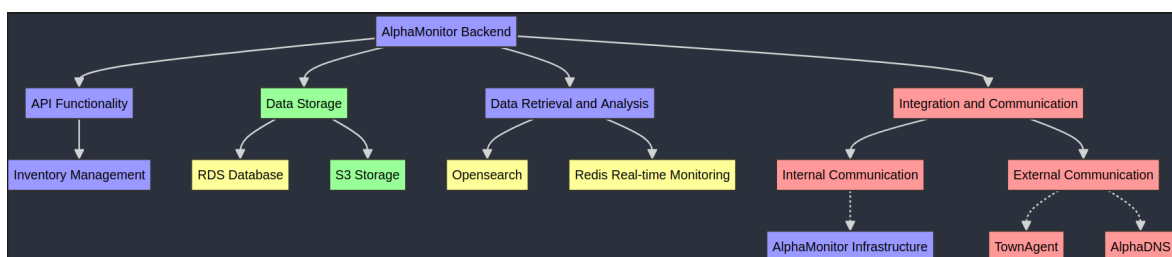 AlphaMonitor Backend
API Functionality
Data Storage
Data Retrieval and Analysis
Integration and Communication
Inventory Management
RDS Database
S3 Storage
Opensearch
Redis Real-time Monitoring
Internal Communication
External Communication
AlphaMonitor Infrastructure
TownAgent
AlphaDNS